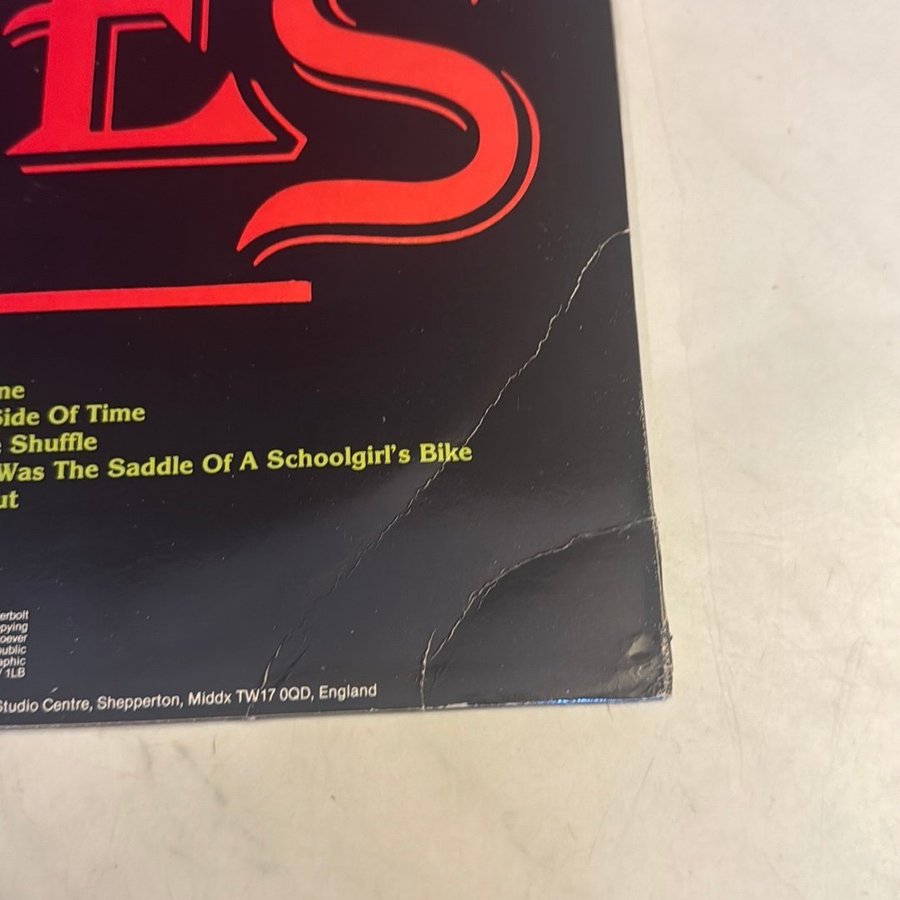 ES
ne
Side Of Time
Shuffle
Was The Saddle Of A Schoolgirl's Bike
ut
erbolt
pying
oever
ublic
aphic
1LB
Studio Centre, Shepperton, Middx TW17 0QD, England